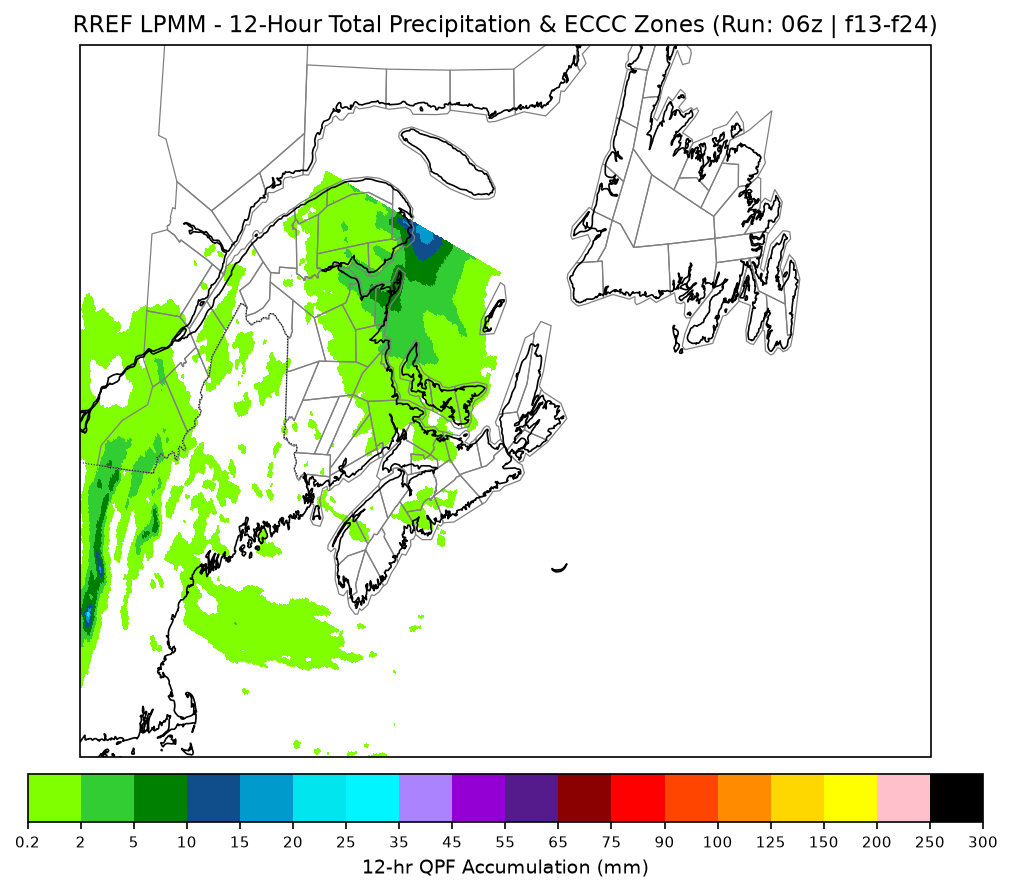 RREF LPMM - 12-Hour Total Precipitation & ECCC Zones (Run: 06z | f13-f24)
0.2 2 5 10 15 20 25 35 45 55 65 75 90 100 125 150 200 250 300
12-hr QPF Accumulation (mm)